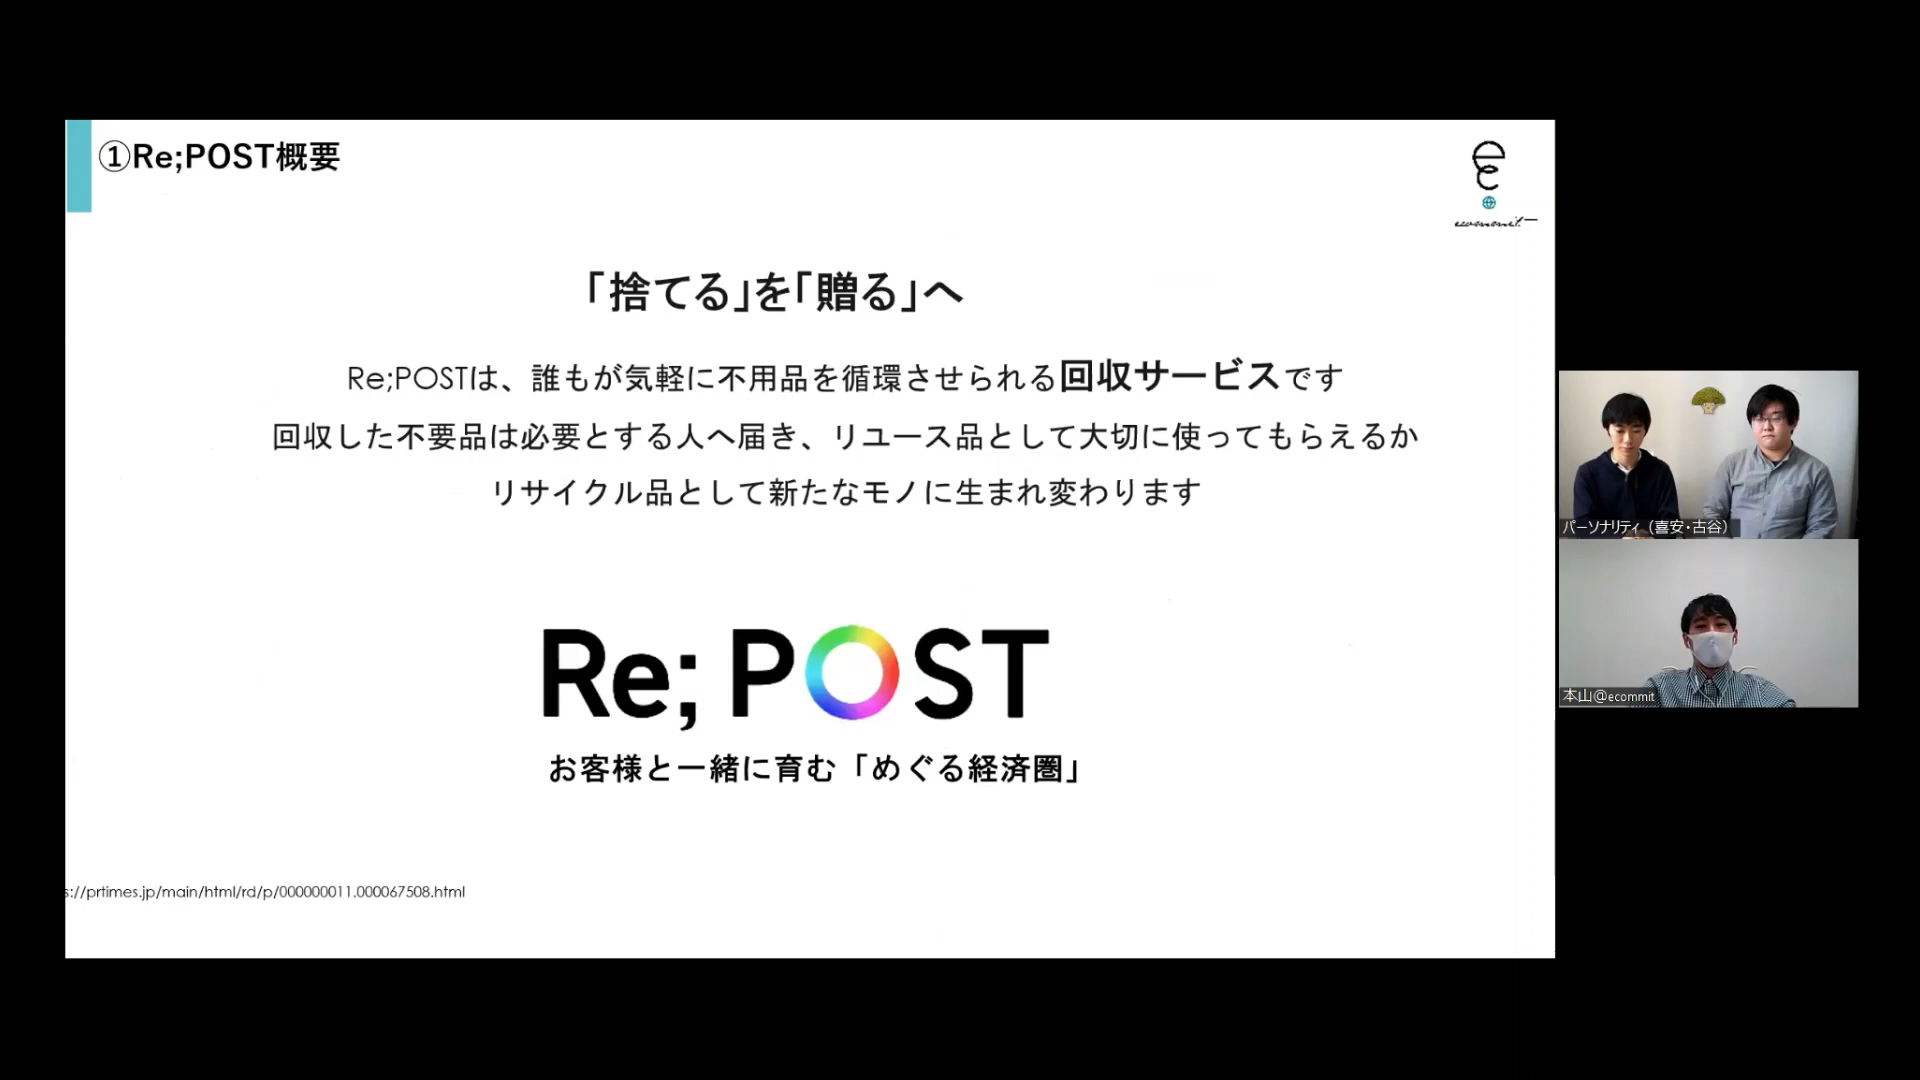 ①Re;POST概要
ecommit
「捨てる」を「贈る」へ
Re;POSTは、誰もが気軽に不用品を循環させられる回収サービスです
回収した不要品は必要とする人へ届き、リユース品として大切に使ってもらえるか
リサイクル品として新たなモノに生まれ変わります
Re;POST
お客様と一緒に育む「めぐる経済圏」
s://prtimes.jp/main/html/rd/p/000000011.000067508.html
パーソナリティ（喜安・古谷）
本山@ecommit